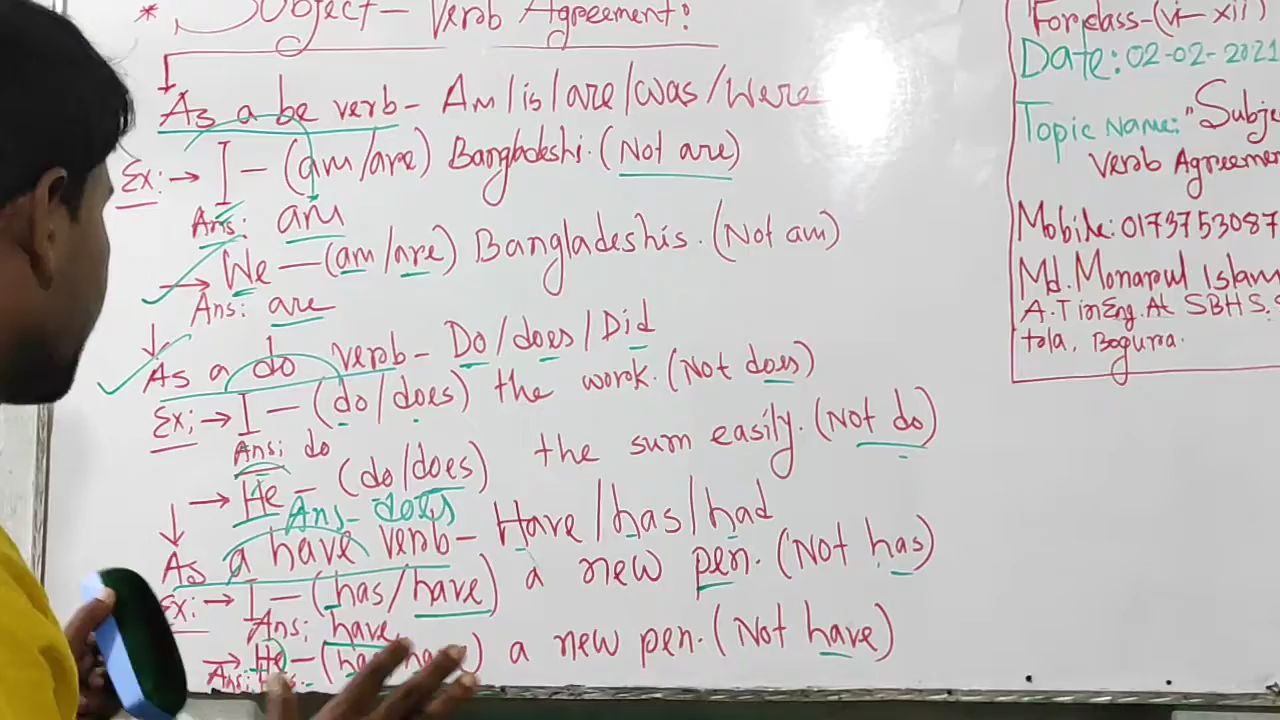 * Subject - Verb Agreement:
As a be verb - Am/is/are/was/Were
Ex: → I - (am/are) Bangladeshi. (Not are)
Ans: am
→ We - (am/are) Bangladeshis. (Not am)
Ans: are
As a do verb - Do/does/Did
Ex; → I - (do/does) the work. (Not does)
Ans; do
→ He - (do/does) the sum easily. (Not do)
Ans - does
As a have verb - Have/has/had
Ex: → I - (has/have) a new pen. (Not has)
Ans; have
→ He - (has/have) a new pen. (Not have)
Ans:
For class - (vi - xii)
Date: 02-02-2021
Topic Name: "Subje
Verb Agreemen
Mobile: 0173753087
Md. Monarul Islam
A.T in Eng. At SBHS.
tola, Bogura.